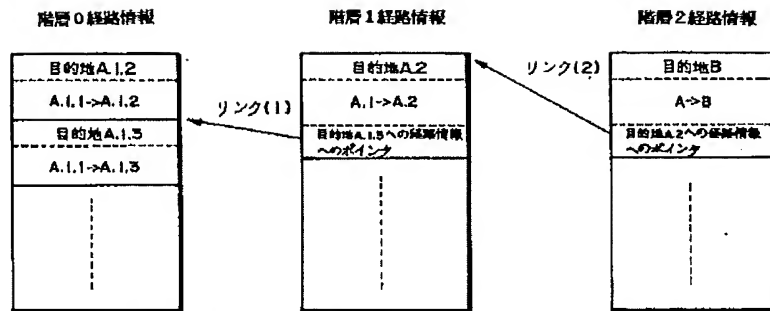 階層0経路情報
目的地A.1.2
A.1.1->A.1.2
目的地A.1.3
A.1.1->A.1.3
リンク(1)
階層1経路情報
目的地A.2
A.1->A.2
目的地A.1.3への経路情報
へのポインタ
リンク(2)
階層2経路情報
目的地B
A->B
目的地A.2への経路情報
へのポインタ